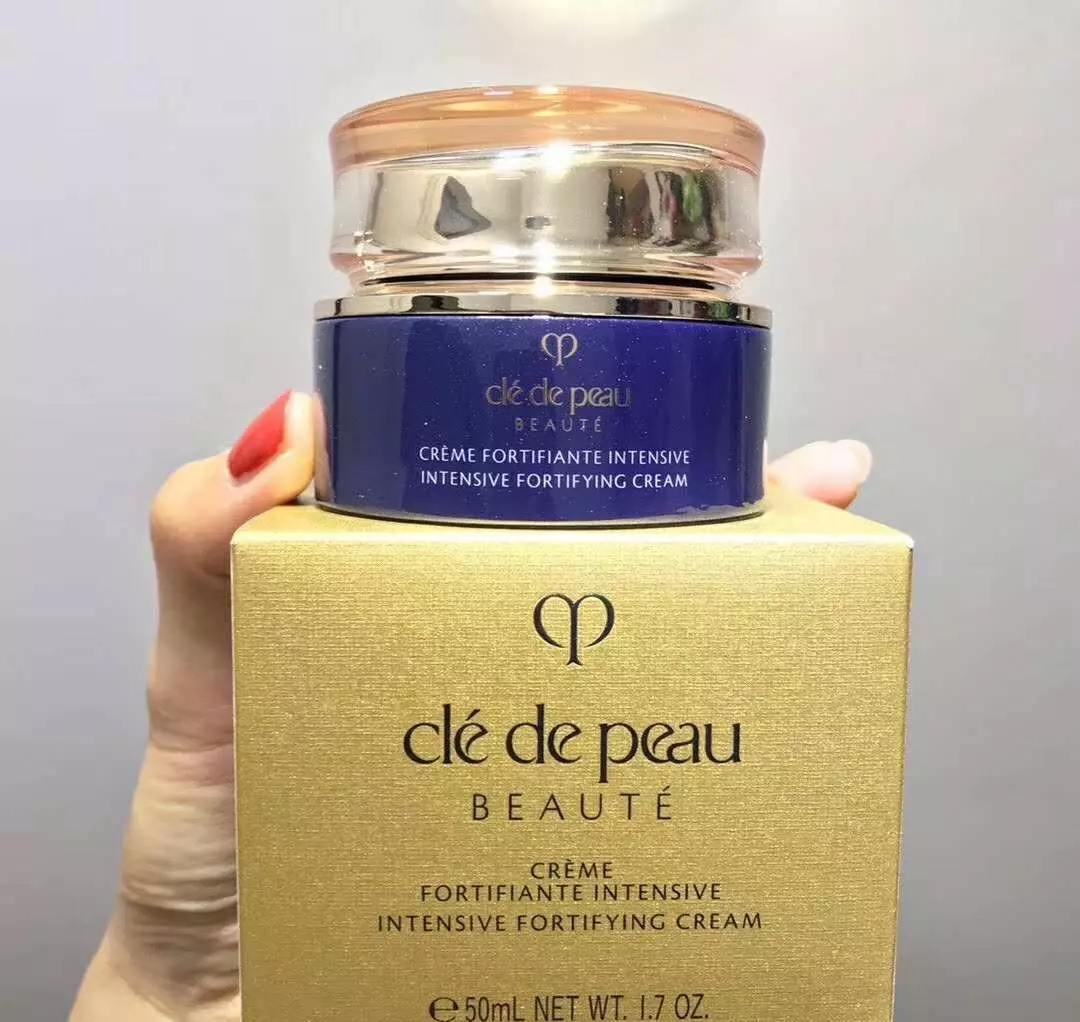 clé de peau
BEAUTÉ
CRÈME FORTIFIANTE INTENSIVE
INTENSIVE FORTIFYING CREAM
clé de peau
BEAUTÉ
CRÈME
FORTIFIANTE INTENSIVE
INTENSIVE FORTIFYING CREAM
℮ 50mL NET WT. 1.7 OZ.